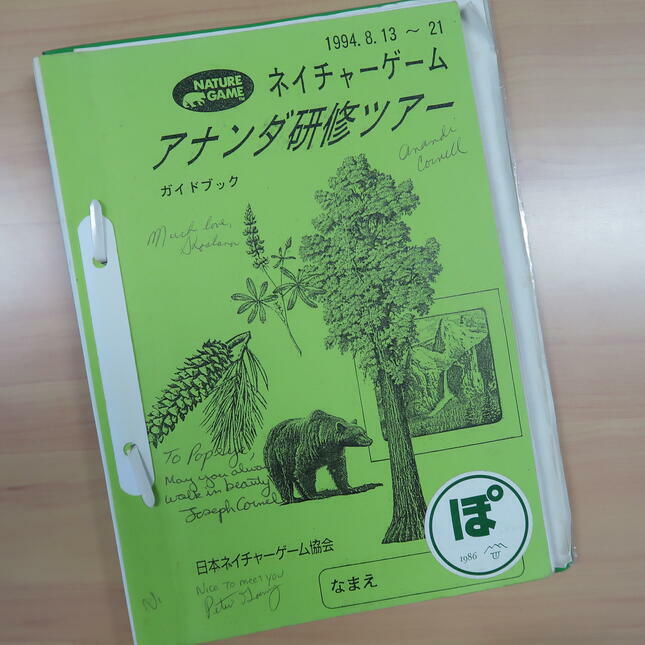 1994.8.13 ～ 21
NATURE
GAME
TM
ネイチャーゲーム
アナンダ研修ツアー
ガイドブック
Anandi
Cornell
Much love,
To Popeye,
May you always
walk in beauty
Joseph Cornell
ぽ
1986
日本ネイチャーゲーム協会
Nice to meet you
Peter
なまえ